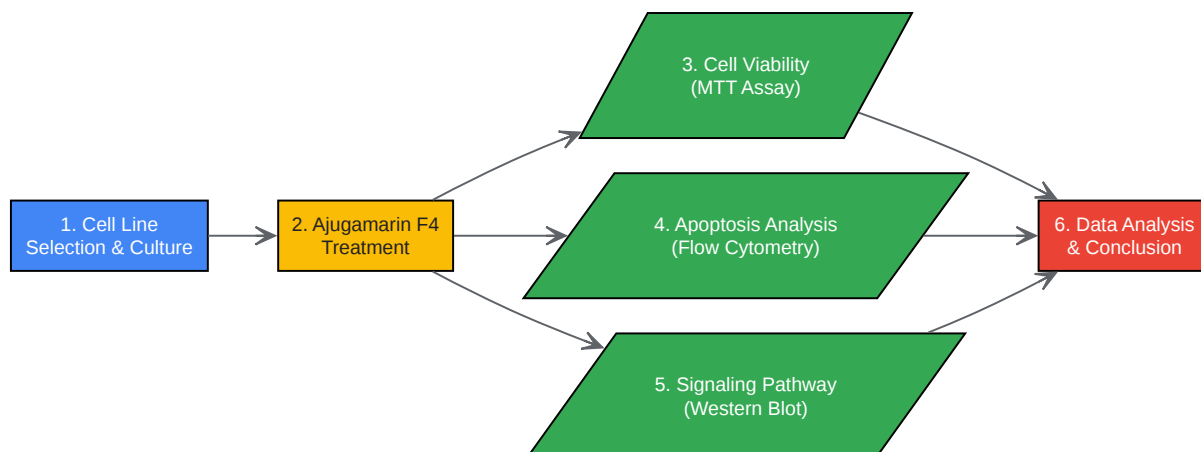 1. Cell Line
Selection & Culture
2. Ajugamarin F4
Treatment
3. Cell Viability
(MTT Assay)
4. Apoptosis Analysis
(Flow Cytometry)
5. Signaling Pathway
(Western Blot)
6. Data Analysis
& Conclusion